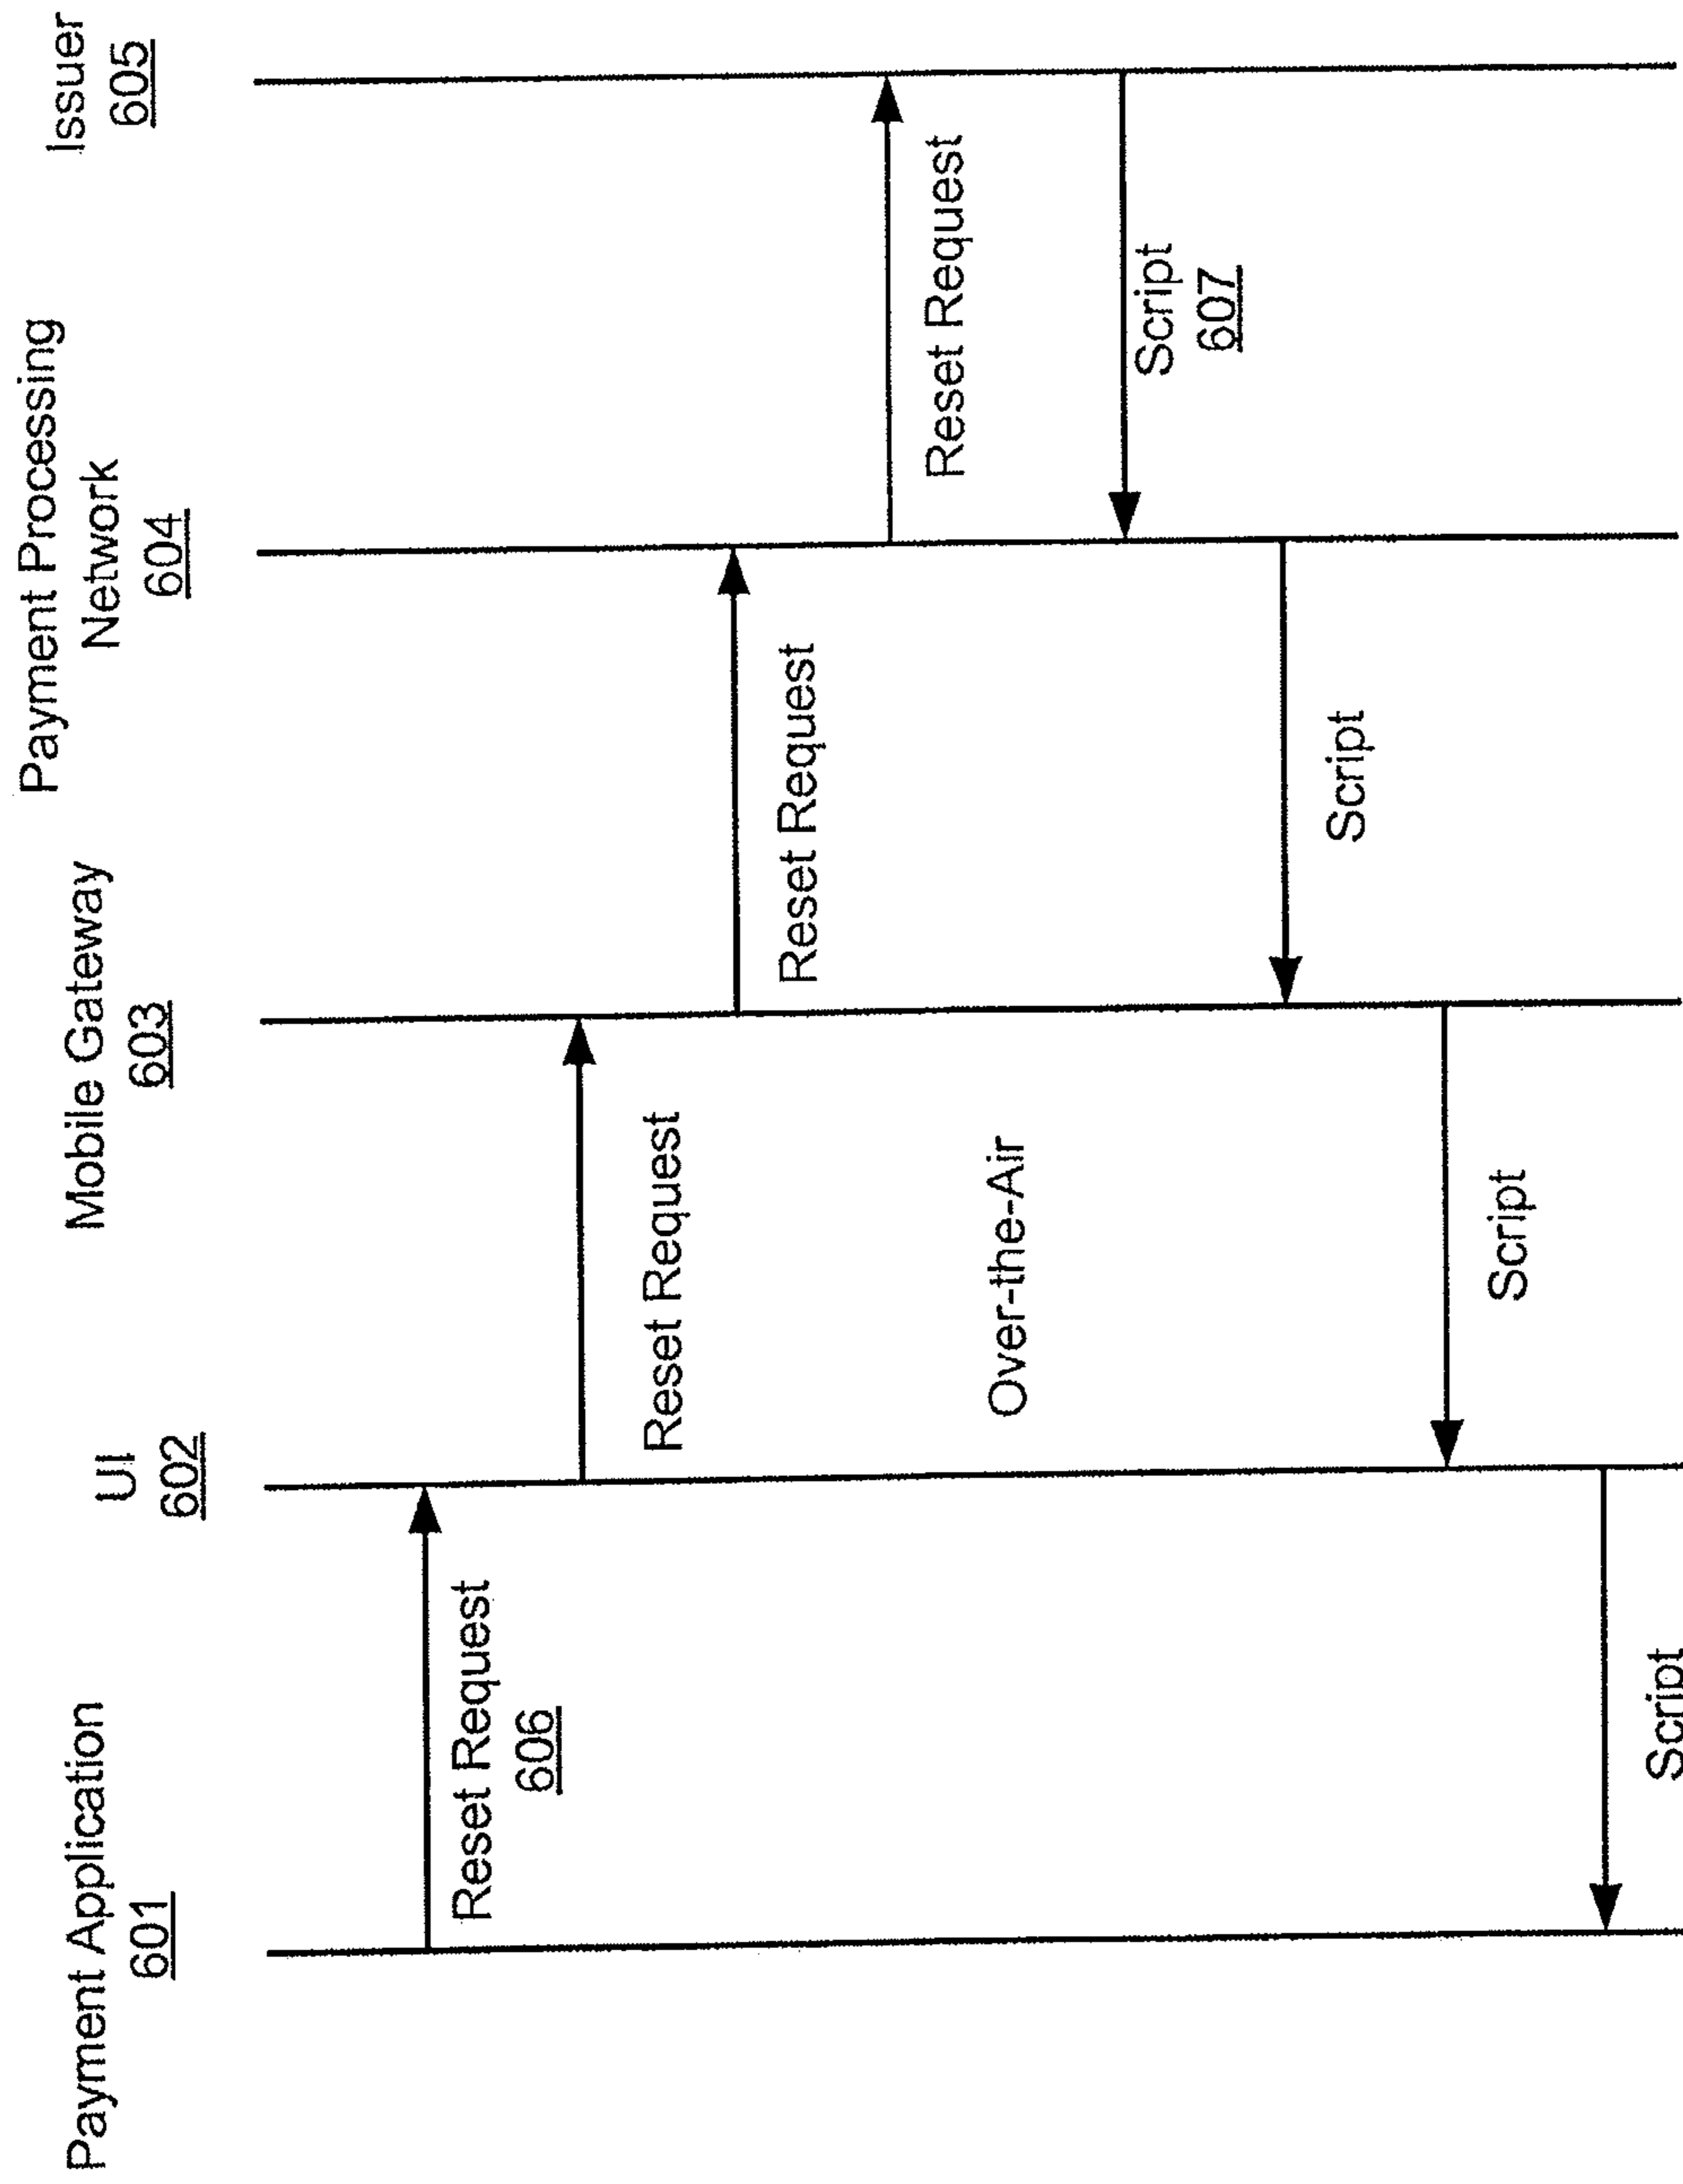 Payment Application
601
UI
602
Mobile Gateway
603
Payment Processing
Network
604
Issuer
605
Reset Request
606
Reset Request
Reset Request
Reset Request
Over-the-Air
Script
607
Script
Script
Script